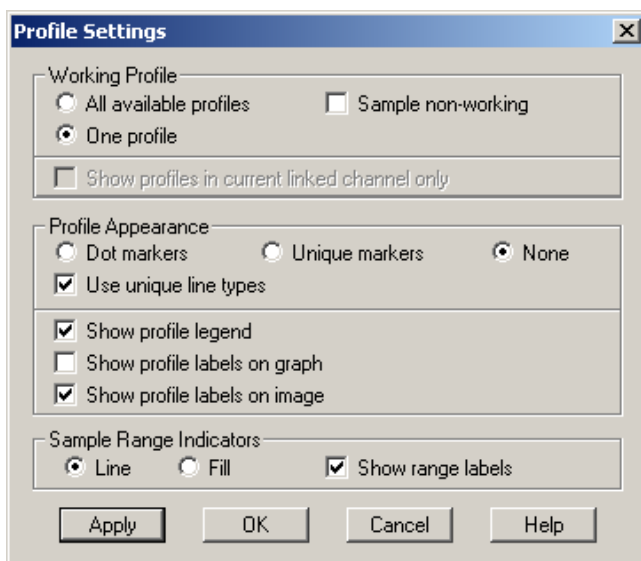 Profile Settings
Working Profile
All available profiles Sample non-working
One profile
Show profiles in current linked channel only
Profile Appearance
Dot markers Unique markers None
Use unique line types
Show profile legend
Show profile labels on graph
Show profile labels on image
Sample Range Indicators
Line Fill Show range labels
Apply OK Cancel Help